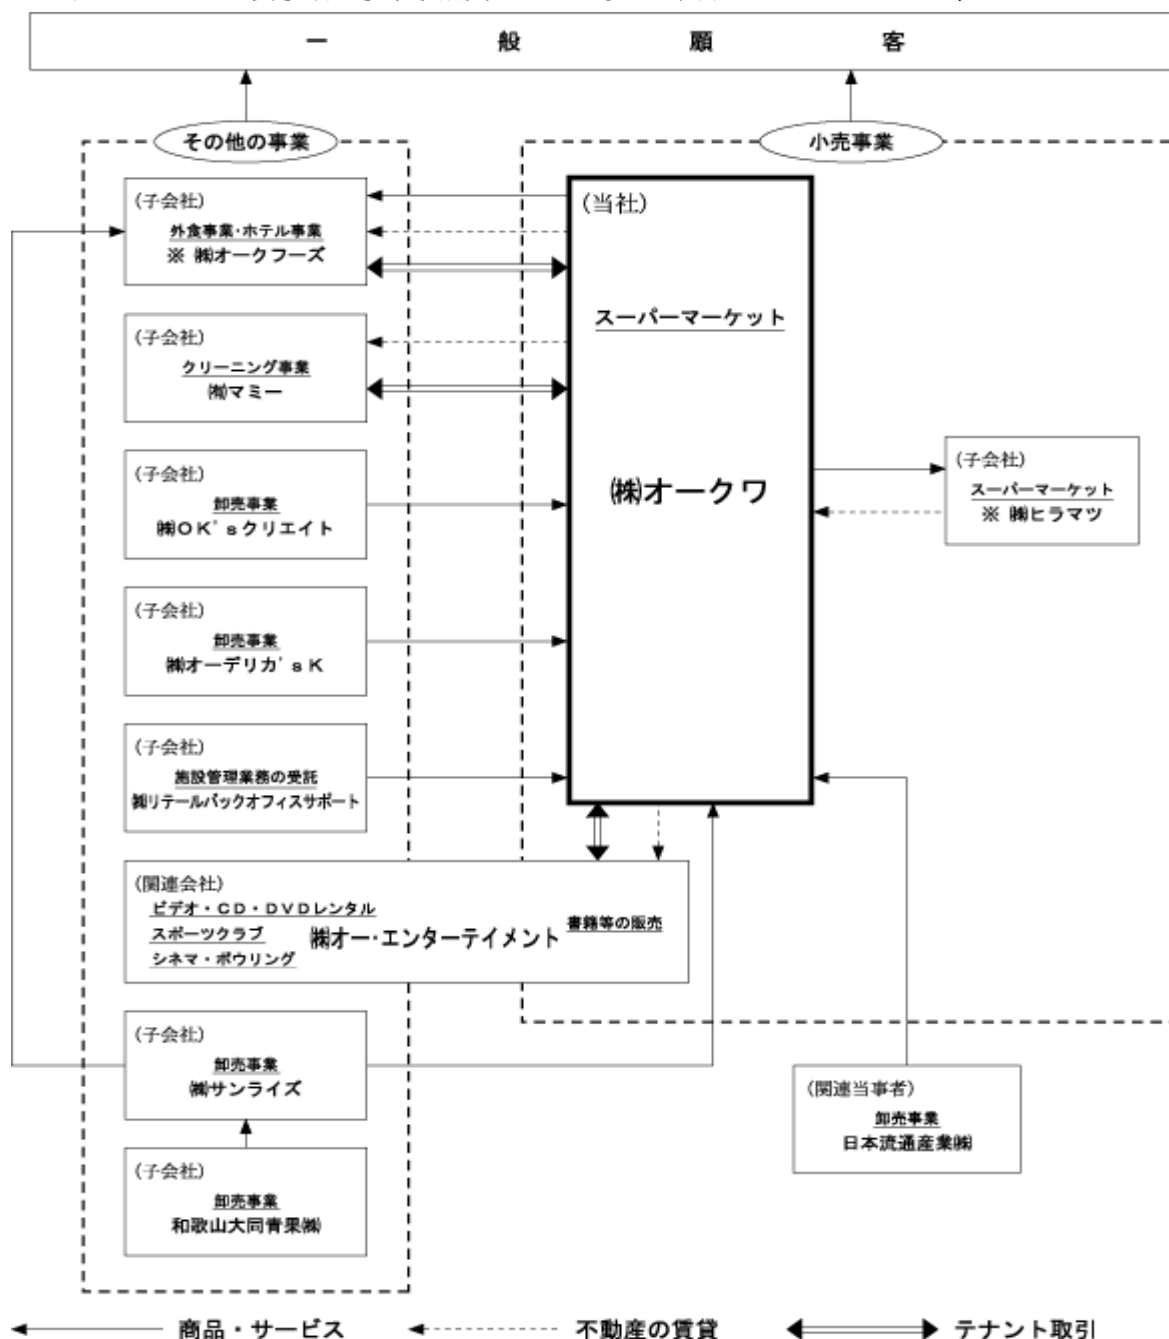 一般顧客
その他の事業
小売事業
(子会社)
外食事業・ホテル事業
※ ㈱オークフーズ
(子会社)
クリーニング事業
㈲マミー
(子会社)
卸売事業
㈱ＯＫ’ｓクリエイト
(子会社)
卸売事業
㈱オーデリカ’ｓＫ
(子会社)
施設管理業務の受託
㈱リテールバックオフィスサポート
(当社)
スーパーマーケット
㈱オークワ
(子会社)
スーパーマーケット
※ ㈱ヒラマツ
(関連会社)
ビデオ・ＣＤ・ＤＶＤレンタル
スポーツクラブ
シネマ・ボウリング
㈱オー・エンターテイメント
書籍等の販売
(子会社)
卸売事業
㈱サンライズ
(子会社)
卸売事業
和歌山大同青果㈱
(関連当事者)
卸売事業
日本流通産業㈱
商品・サービス
不動産の賃貸
テナント取引